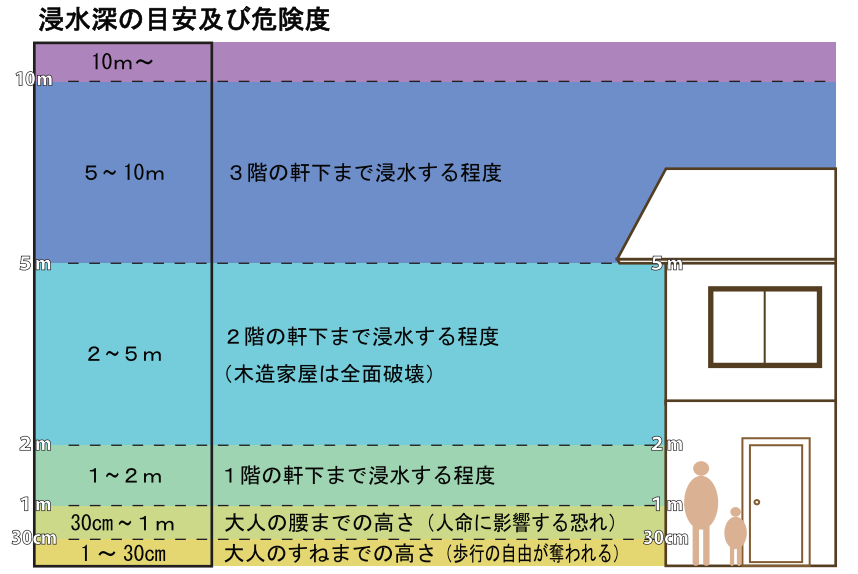 浸水深の目安及び危険度
10m～
10m
5～10m
3階の軒下まで浸水する程度
5m
5m
2～5m
2階の軒下まで浸水する程度
（木造家屋は全面破壊）
2m
2m
1～2m
1階の軒下まで浸水する程度
1m
1m
30cm～1m
大人の腰までの高さ（人命に影響する恐れ）
30cm
30cm
1～30cm
大人のすねまでの高さ（歩行の自由が奪われる）